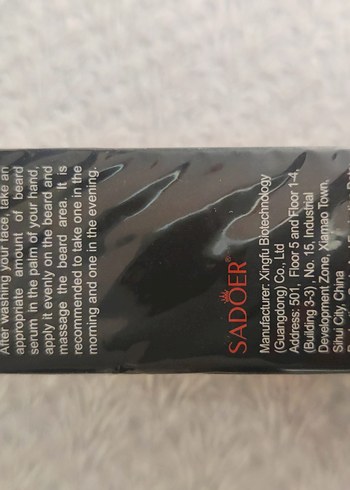 After washing your face, take an
appropriate amount of beard
serum in the palm of your hand,
apply it evenly on the beard and
massage the beard area. It is
recommended to take one in the
morning and one in the evening.
SADOER
Manufacturer: Xingfu Biotechnology
(Guangdong) Co., Ltd
Address: 501, Floor 5 and Floor 1-4,
(Building 3-3), No. 15, Industrial
Development Zone, Xiamao Town,
Sihui City, China